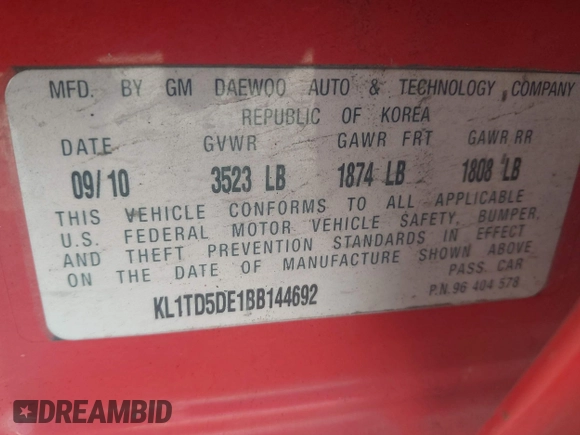 MFD. BY GM DAEWOO AUTO & TECHNOLOGY COMPANY
REPUBLIC OF KOREA
DATE GVWR GAWR FRT GAWR RR
09/10 3523 LB 1874 LB 1808 LB
THIS VEHICLE CONFORMS TO ALL APPLICABLE
U.S. FEDERAL MOTOR VEHICLE SAFETY, BUMPER,
AND THEFT PREVENTION STANDARDS IN EFFECT
ON THE DATE OF MANUFACTURE SHOWN ABOVE
PASS. CAR
KL1TD5DE1BB144692
P.N. 96 404 578
DREAMBID